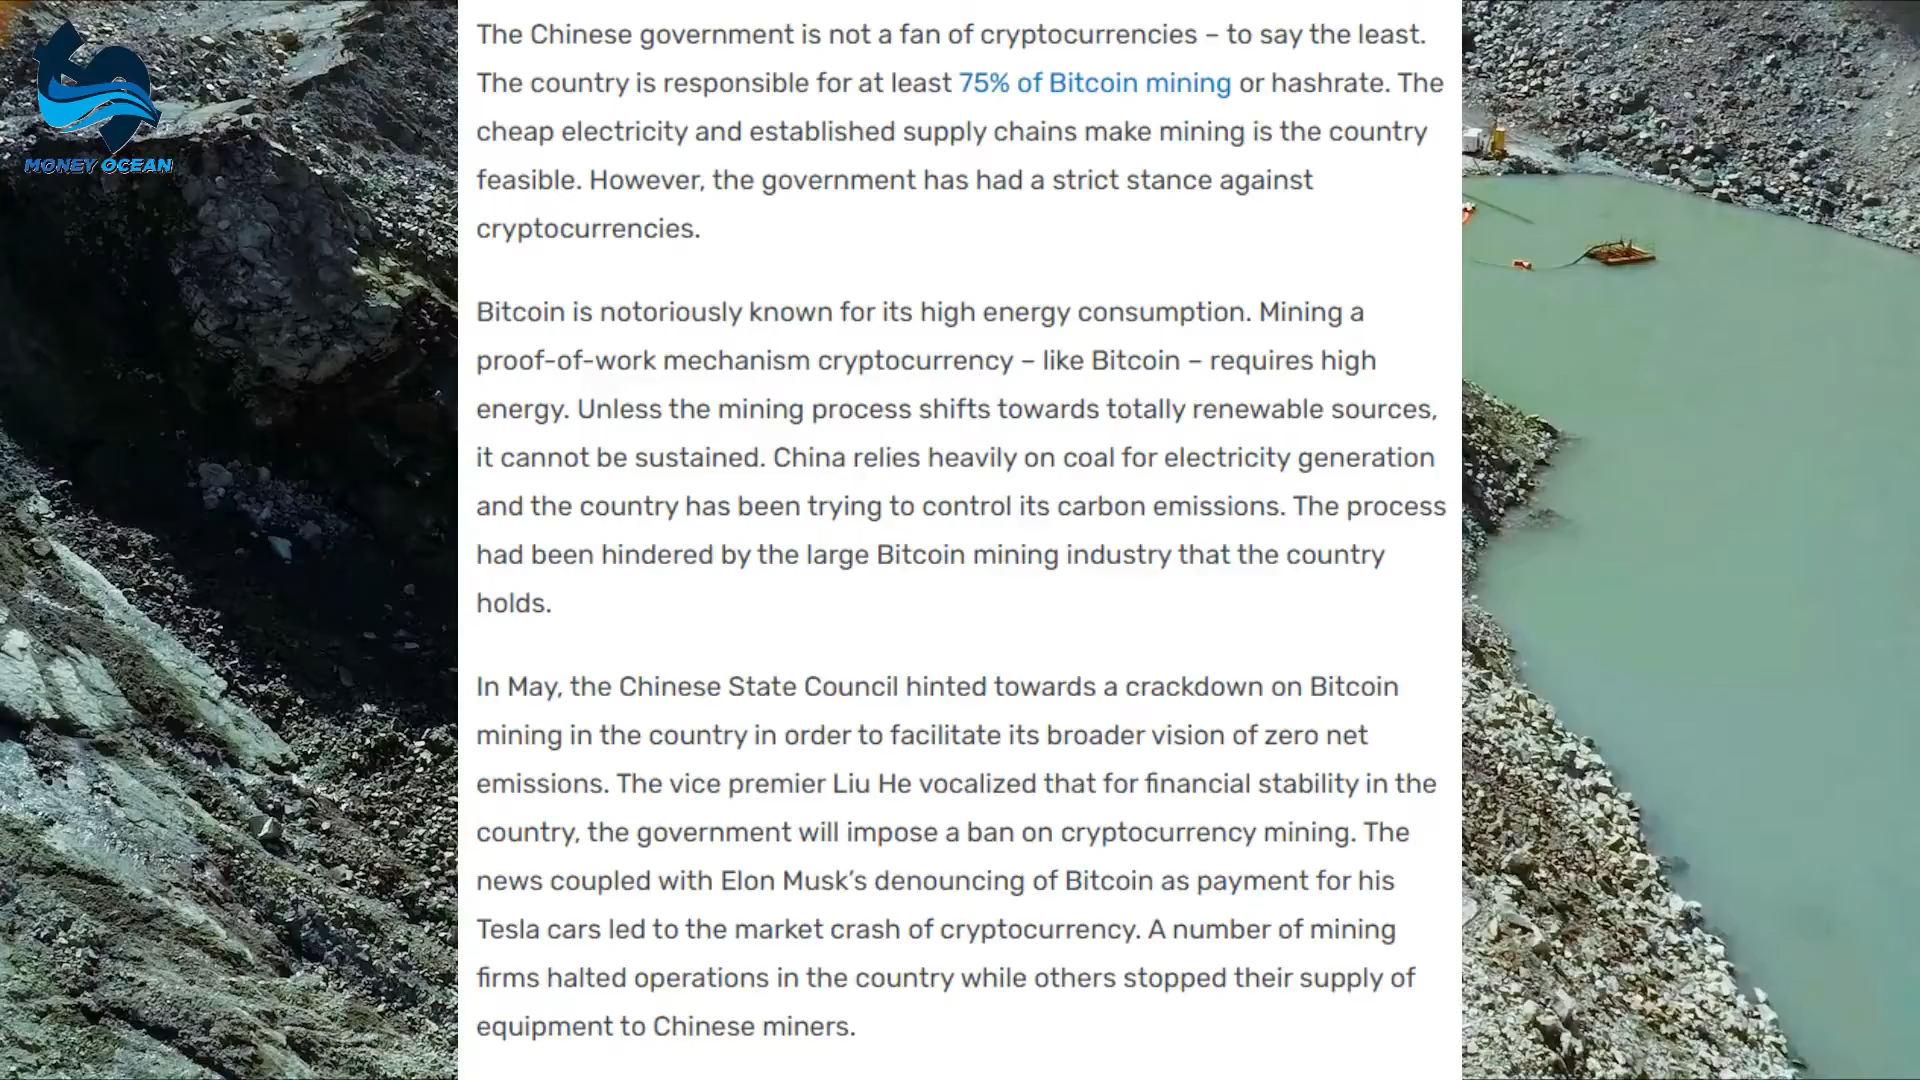 MONEY OCEAN
The Chinese government is not a fan of cryptocurrencies – to say the least.
The country is responsible for at least 75% of Bitcoin mining or hashrate. The
cheap electricity and established supply chains make mining is the country
feasible. However, the government has had a strict stance against
cryptocurrencies.
Bitcoin is notoriously known for its high energy consumption. Mining a
proof-of-work mechanism cryptocurrency – like Bitcoin – requires high
energy. Unless the mining process shifts towards totally renewable sources,
it cannot be sustained. China relies heavily on coal for electricity generation
and the country has been trying to control its carbon emissions. The process
had been hindered by the large Bitcoin mining industry that the country
holds.
In May, the Chinese State Council hinted towards a crackdown on Bitcoin
mining in the country in order to facilitate its broader vision of zero net
emissions. The vice premier Liu He vocalized that for financial stability in the
country, the government will impose a ban on cryptocurrency mining. The
news coupled with Elon Musk’s denouncing of Bitcoin as payment for his
Tesla cars led to the market crash of cryptocurrency. A number of mining
firms halted operations in the country while others stopped their supply of
equipment to Chinese miners.